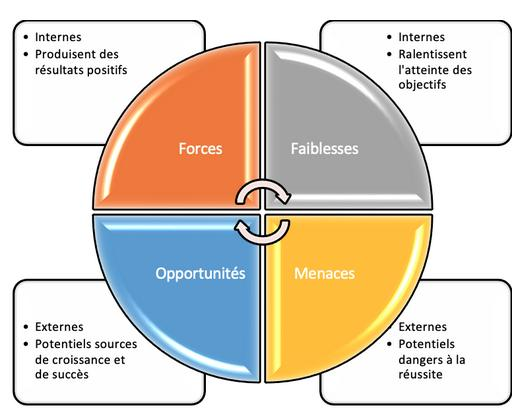 • Internes
• Produisent des
résultats positifs
• Internes
• Ralentissent
l'atteinte des
objectifs
Forces
Faiblesses
Opportunités
Menaces
• Externes
• Potentiels sources
de croissance et
de succès
• Externes
• Potentiels
dangers à la
réussite